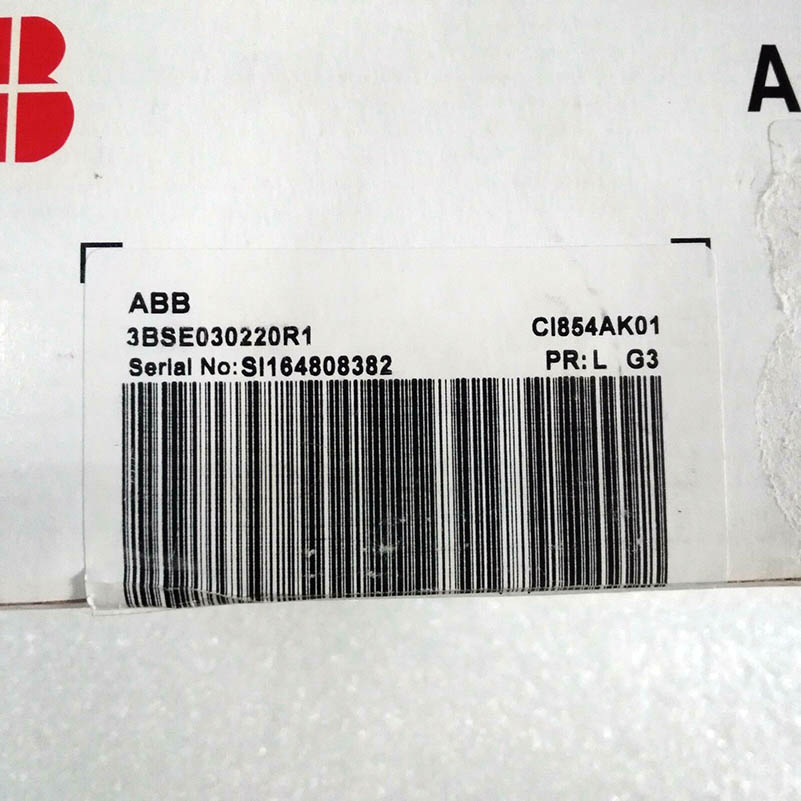 A
ABB
3BSE030220R1 CI854AK01
Serial No:SI164808382 PR:L G3